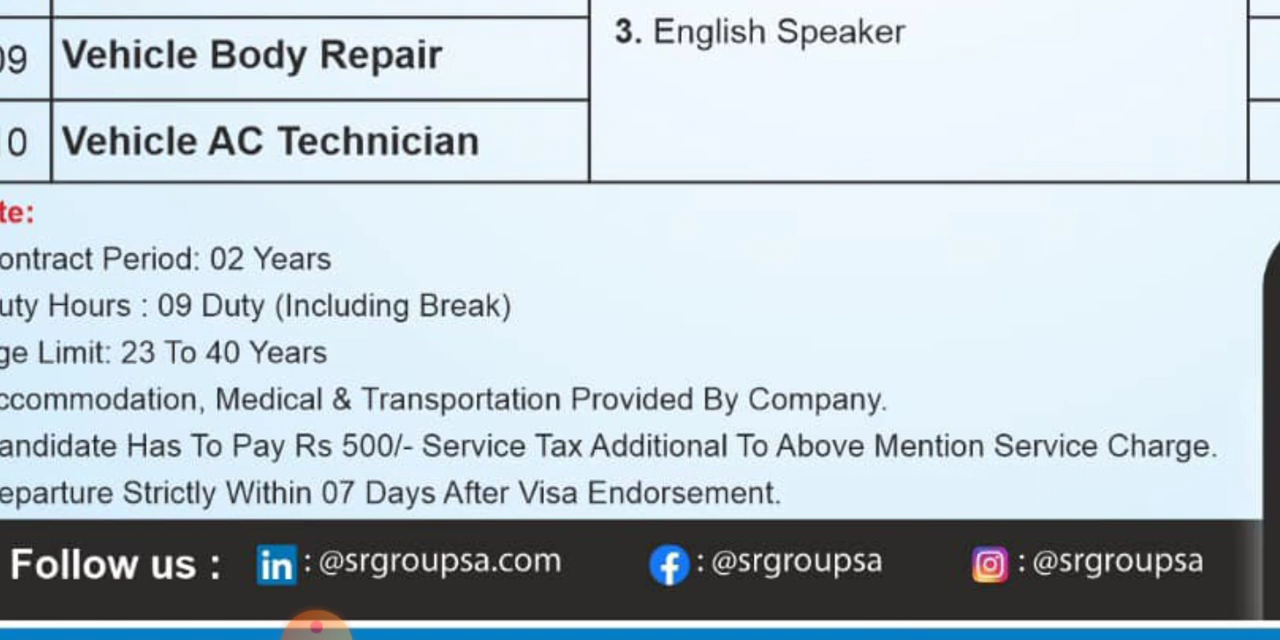 09 Vehicle Body Repair
3. English Speaker
10 Vehicle AC Technician
te:
ontract Period: 02 Years
uty Hours : 09 Duty (Including Break)
ge Limit: 23 To 40 Years
ccommodation, Medical & Transportation Provided By Company.
andidate Has To Pay Rs 500/- Service Tax Additional To Above Mention Service Charge.
eparture Strictly Within 07 Days After Visa Endorsement.
Follow us : in : @srgroupsa.com f : @srgroupsa : @srgroupsa